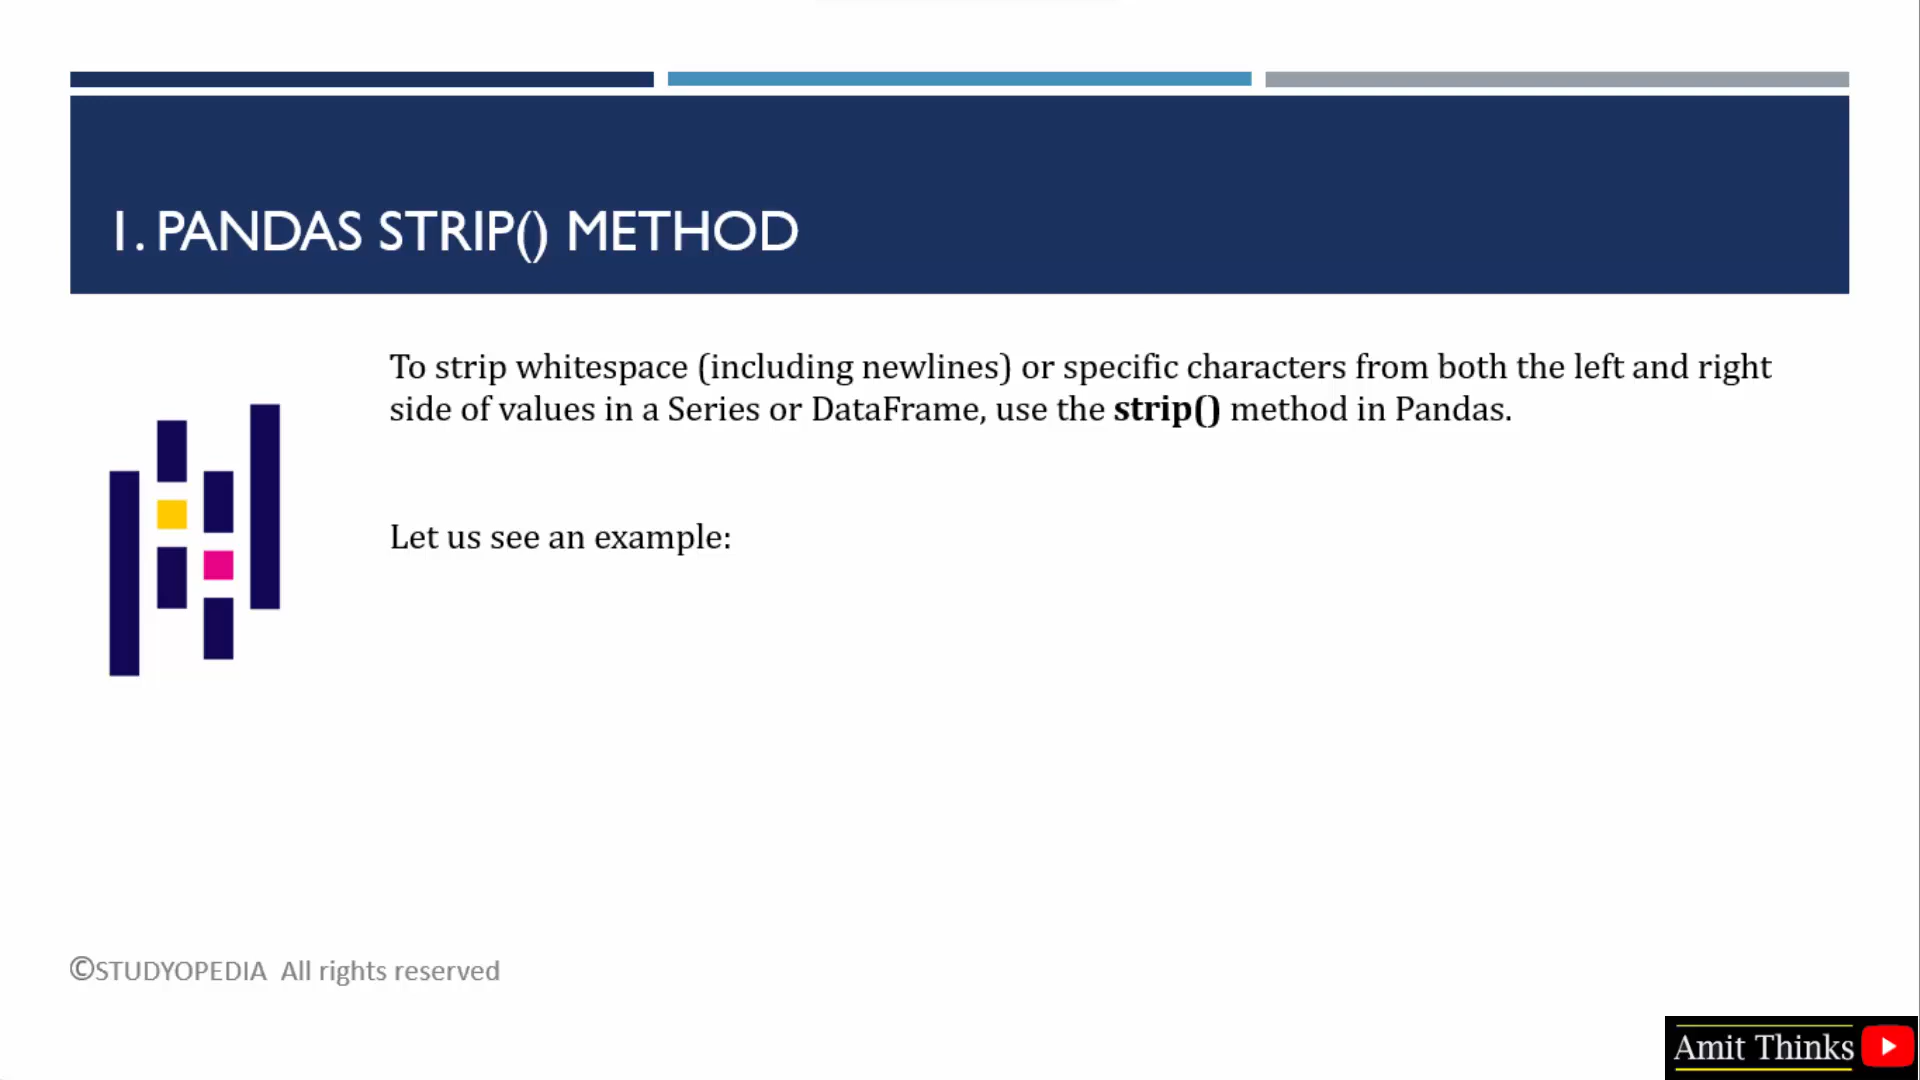 1. PANDAS STRIP() METHOD
To strip whitespace (including newlines) or specific characters from both the left and right
side of values in a Series or DataFrame, use the strip() method in Pandas.
Let us see an example:
©STUDYOPEDIA All rights reserved
Amit Thinks